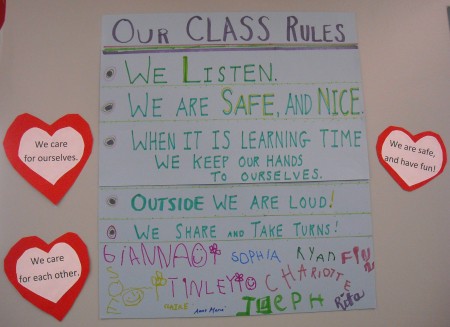 OUR CLASS RULES
WE LISTEN.
WE ARE SAFE, AND NICE.
WHEN IT IS LEARNING TIME
WE KEEP OUR HANDS
TO OURSELVES.
OUTSIDE WE ARE LOUD!
WE SHARE AND TAKE TURNS!
GIANNA SOPHIA RYAN
TINLEY CHARLOTTE
Anne Marie JOSEPH Rita
We care
for ourselves.
We care
for each other.
We are safe,
and have fun!